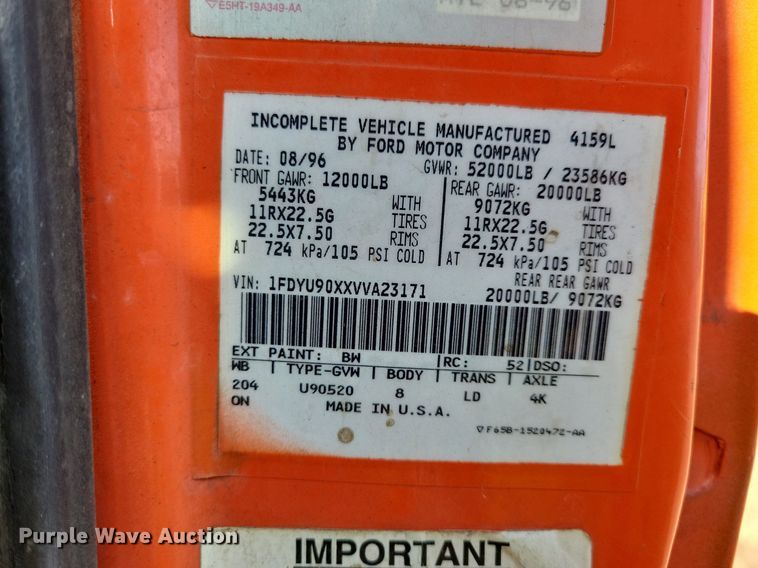 ▽E5HT-19A349-AA
INCOMPLETE VEHICLE MANUFACTURED 4159L
BY FORD MOTOR COMPANY
DATE: 08/96 GVWR: 52000LB / 23586KG
FRONT GAWR: 12000LB REAR GAWR: 20000LB
5443KG WITH 9072KG WITH
11RX22.5G TIRES 11RX22.5G TIRES
22.5X7.50 RIMS 22.5X7.50 RIMS
AT 724 kPa/105 PSI COLD AT 724 kPa/105 PSI COLD
REAR REAR GAWR
VIN: 1FDYU90XXVVA23171 20000LB/ 9072KG
EXT PAINT: BW RC: 52 DSO:
WB TYPE-GVW BODY TRANS AXLE
204 U90520 8 LD 4K
ON MADE IN U.S.A.
▽F65B-1520472-AA
Purple Wave Auction
IMPORTANT